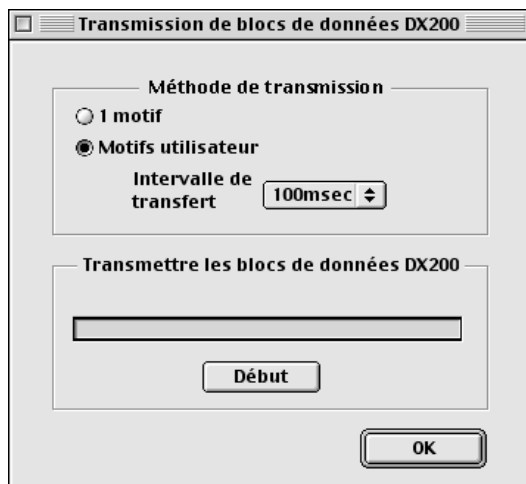 Transmission de blocs de données DX200
Méthode de transmission
1 motif
Motifs utilisateur
Intervalle de
transfert
100msec
Transmettre les blocs de données DX200
Début
OK